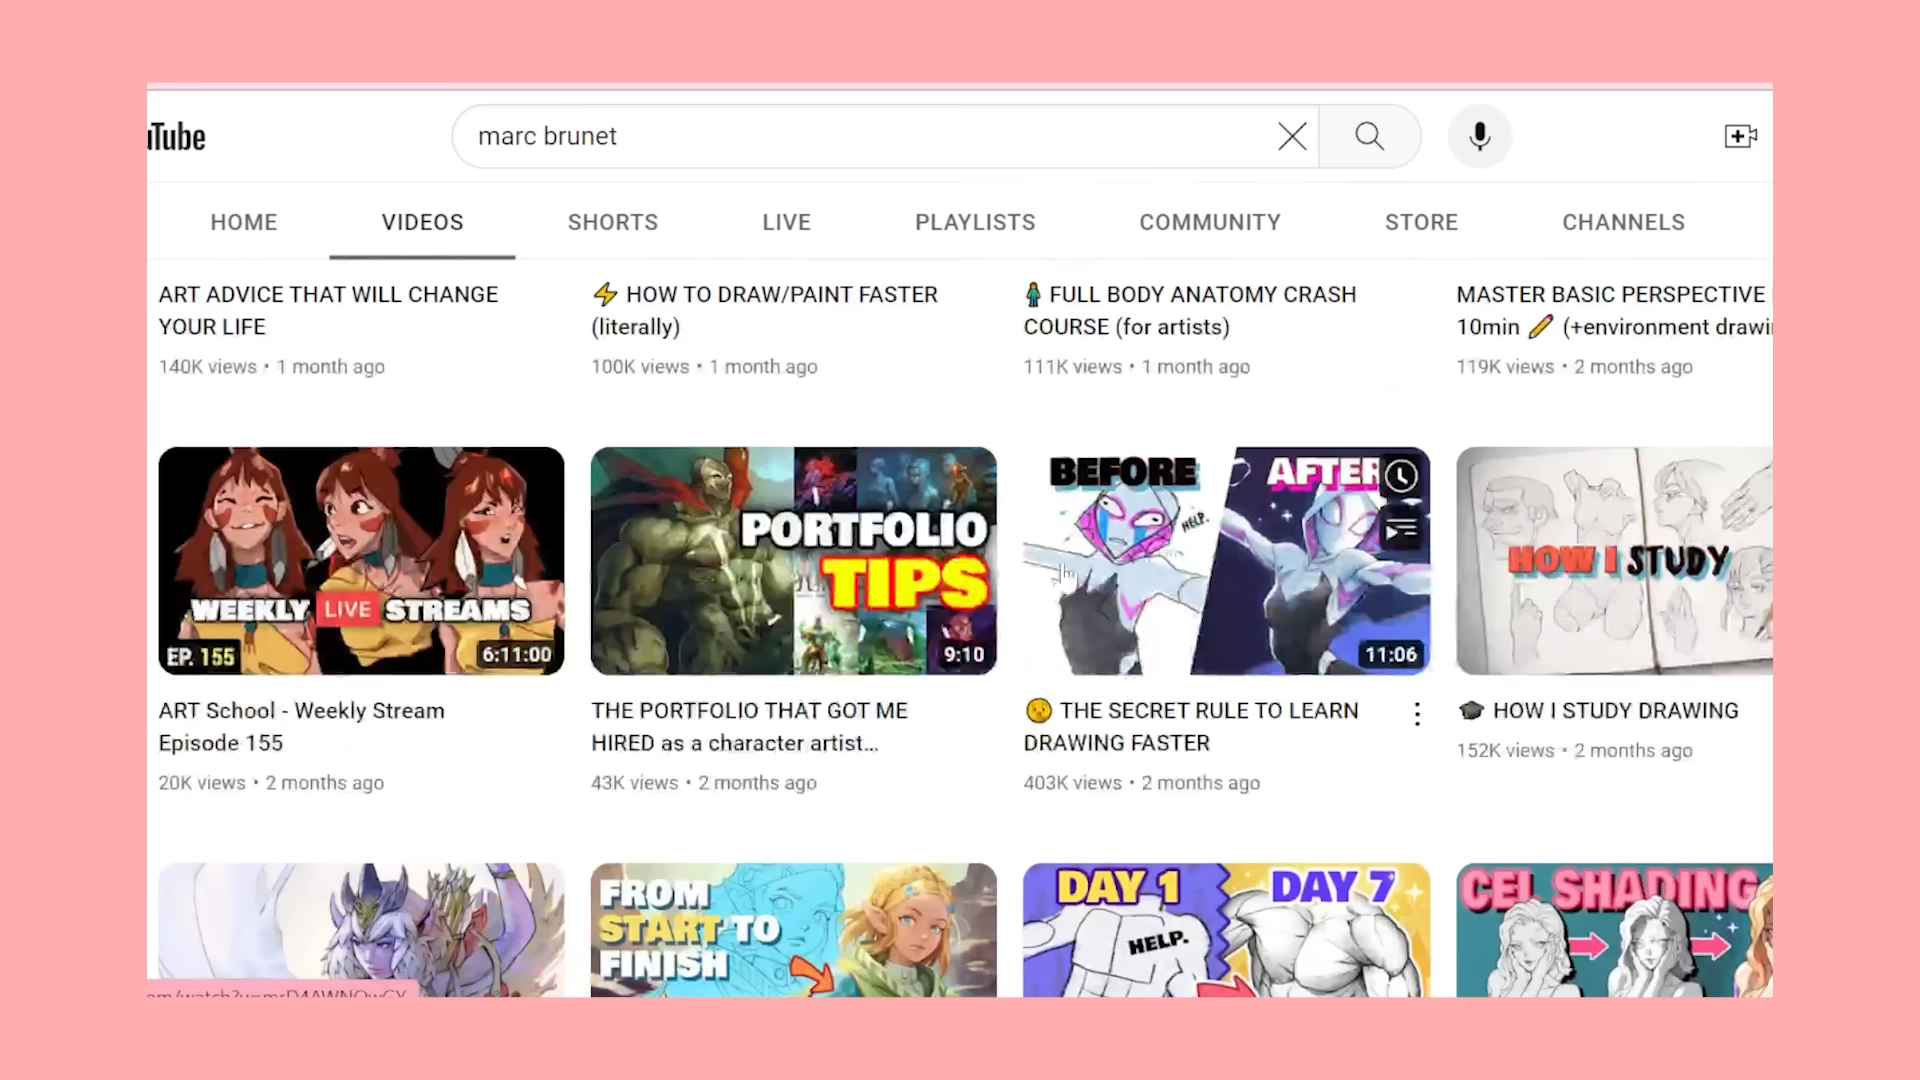 uTube
marc brunet
HOME VIDEOS SHORTS LIVE PLAYLISTS COMMUNITY STORE CHANNELS
ART ADVICE THAT WILL CHANGE
YOUR LIFE
140K views • 1 month ago
⚡ HOW TO DRAW/PAINT FASTER
(literally)
100K views • 1 month ago
🧍 FULL BODY ANATOMY CRASH
COURSE (for artists)
111K views • 1 month ago
MASTER BASIC PERSPECTIVE
10min ✏️ (+environment drawi
119K views • 2 months ago
WEEKLY LIVE STREAMS
EP. 155
6:11:00
ART School - Weekly Stream
Episode 155
20K views • 2 months ago
PORTFOLIO
TIPS
9:10
THE PORTFOLIO THAT GOT ME
HIRED as a character artist...
43K views • 2 months ago
BEFORE AFTER
HELP.
11:06
🤫 THE SECRET RULE TO LEARN
DRAWING FASTER
403K views • 2 months ago
HOW I STUDY
🎓 HOW I STUDY DRAWING
152K views • 2 months ago
FROM
START TO
FINISH
DAY 1 DAY 7
HELP.
CEL SHADING